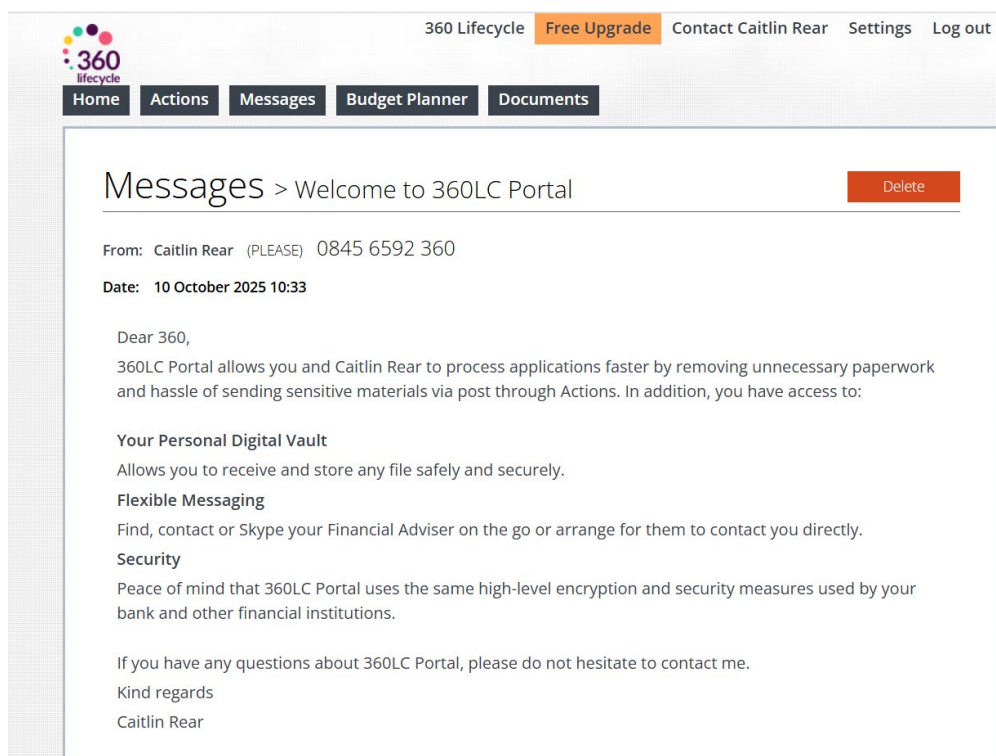 360 Lifecycle Free Upgrade Contact Caitlin Rear Settings Log out
360
lifecycle
Home Actions Messages Budget Planner Documents
Messages > Welcome to 360LC Portal
Delete
From: Caitlin Rear (PLEASE) 0845 6592 360
Date: 10 October 2025 10:33
Dear 360,
360LC Portal allows you and Caitlin Rear to process applications faster by removing unnecessary paperwork
and hassle of sending sensitive materials via post through Actions. In addition, you have access to:
Your Personal Digital Vault
Allows you to receive and store any file safely and securely.
Flexible Messaging
Find, contact or Skype your Financial Adviser on the go or arrange for them to contact you directly.
Security
Peace of mind that 360LC Portal uses the same high-level encryption and security measures used by your
bank and other financial institutions.
If you have any questions about 360LC Portal, please do not hesitate to contact me.
Kind regards
Caitlin Rear